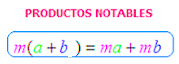 PRODUCTOS NOTABLES
m(a + b) = ma + mb